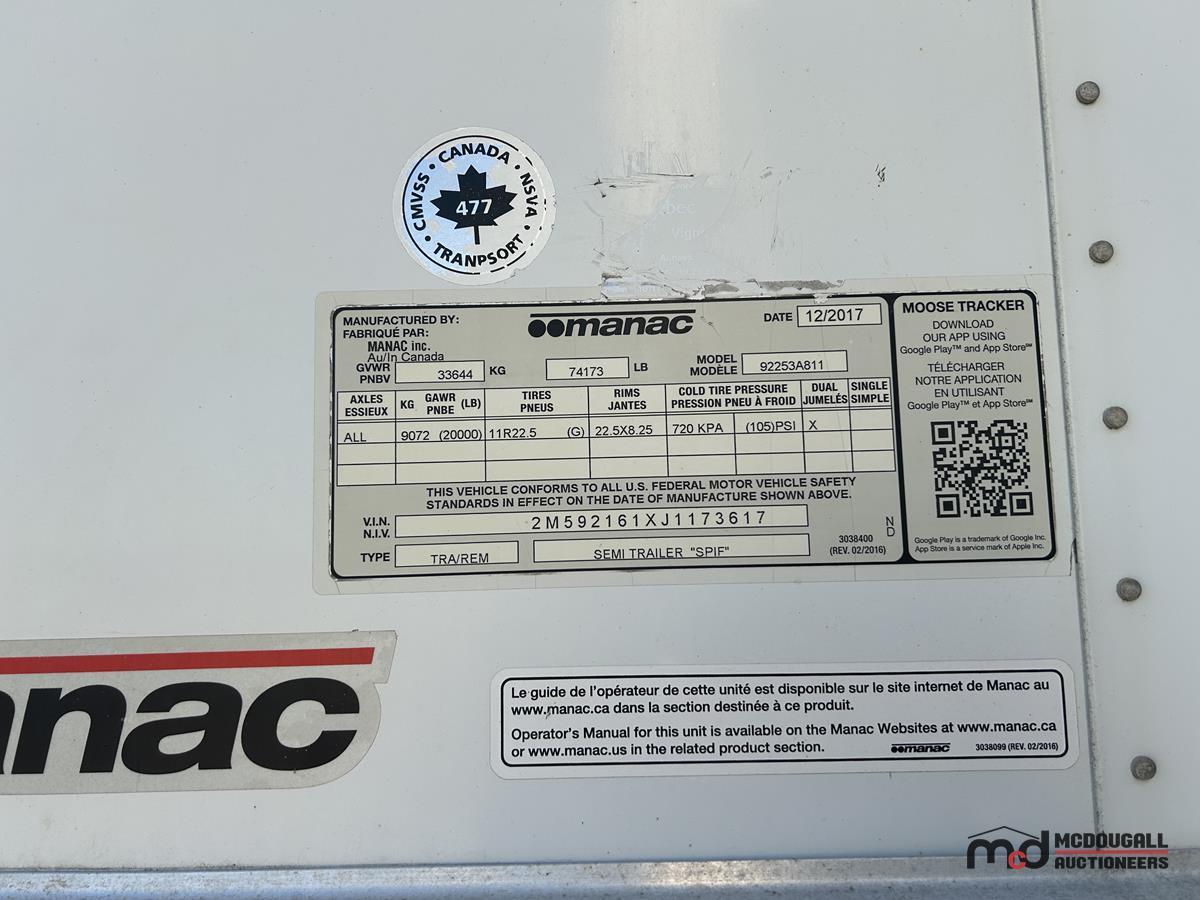 CANADA • NSVA • TRANPSORT • CMVSS •
477
bec
Vign
MANUFACTURED BY:
FABRIQUÉ PAR:
MANAC inc.
Au/In Canada
manac
DATE 12/2017
GVWR
PNBV 33644 KG 74173 LB
MODEL
MODÈLE 92253A811
AXLES
ESSIEUX
KG GAWR
PNBE (LB)
TIRES
PNEUS
RIMS
JANTES
COLD TIRE PRESSURE
PRESSION PNEU À FROID
DUAL
JUMELÉS
SINGLE
SIMPLE
ALL 9072 (20000) 11R22.5 (G) 22.5X8.25 720 KPA (105)PSI X
THIS VEHICLE CONFORMS TO ALL U.S. FEDERAL MOTOR VEHICLE SAFETY
STANDARDS IN EFFECT ON THE DATE OF MANUFACTURE SHOWN ABOVE.
V.I.N.
N.I.V. 2M592161XJ1173617
ND
TYPE TRA/REM SEMI TRAILER "SPIF"
3038400
(REV. 02/2016)
MOOSE TRACKER
DOWNLOAD
OUR APP USING
Google Play™ and App Store℠
TÉLÉCHARGER
NOTRE APPLICATION
EN UTILISANT
Google Play™ et App Store℠
Google Play is a trademark of Google Inc.
App Store is a service mark of Apple Inc.
anac
Le guide de l'opérateur de cette unité est disponible sur le site internet de Manac au
www.manac.ca dans la section destinée à ce produit.
Operator's Manual for this unit is available on the Manac Websites at www.manac.ca
or www.manac.us in the related product section.
manac 3038099 (REV. 02/2016)
mcd MCDOUGALL
AUCTIONEERS